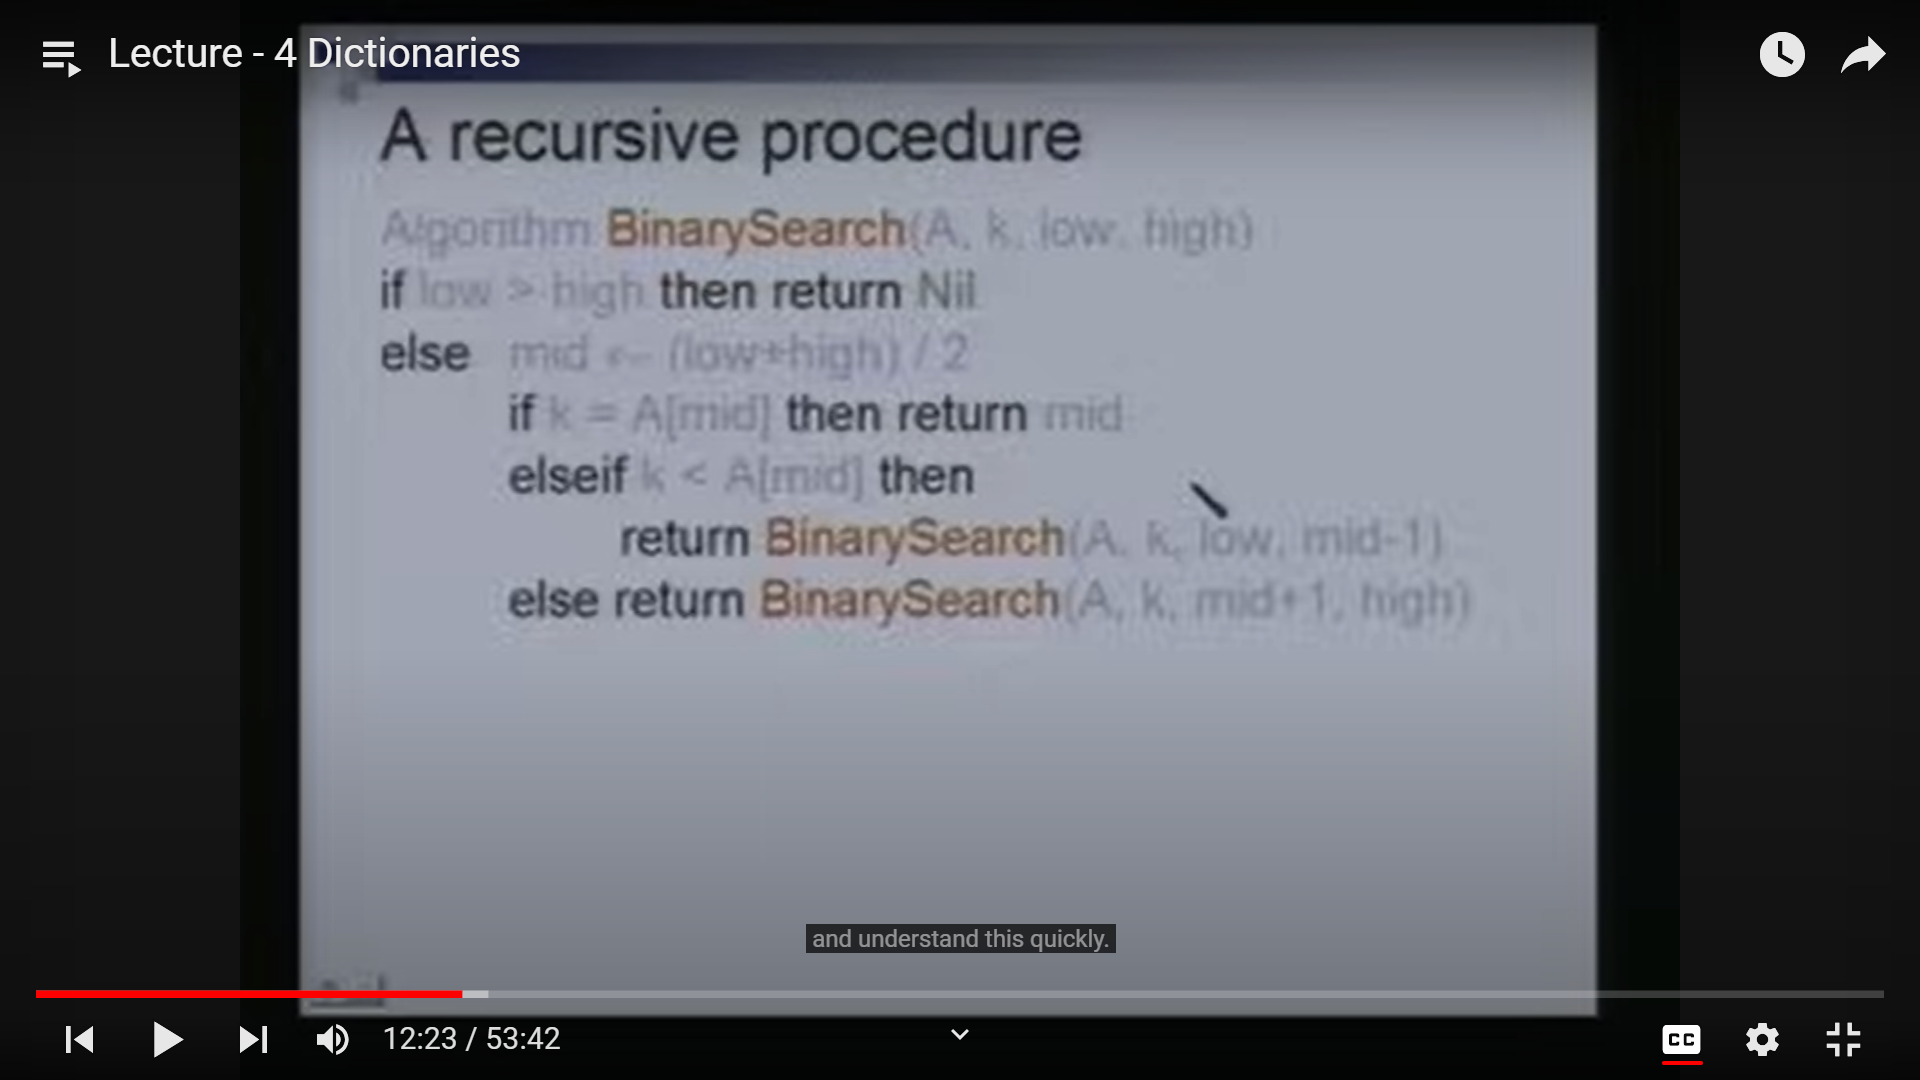 Lecture - 4 Dictionaries
A recursive procedure
Algorithm BinarySearch(A, k, low, high)
if low > high then return Nil
else mid ← (low+high) / 2
if k = A[mid] then return mid
elseif k < A[mid] then
return BinarySearch(A, k, low, mid-1)
else return BinarySearch(A, k, mid+1, high)
and understand this quickly.
12:23 / 53:42
CC